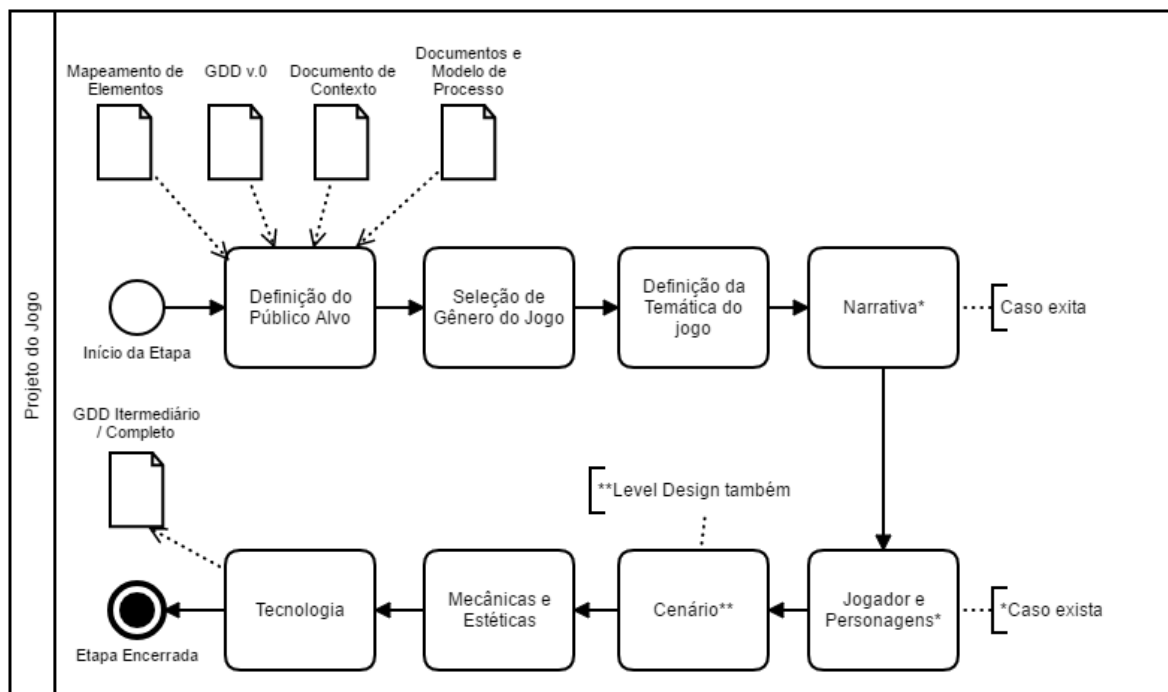 Projeto do Jogo
Mapeamento de
Elementos
GDD v.0
Documento de
Contexto
Documentos e
Modelo de
Processo
Início da Etapa
Definição do
Público Alvo
Seleção de
Gênero do Jogo
Definição da
Temática do
jogo
Narrativa*
Caso exita
GDD Itermediário
/ Completo
**Level Design também
Etapa Encerrada
Tecnologia
Mecânicas e
Estéticas
Cenário**
Jogador e
Personagens*
*Caso exista